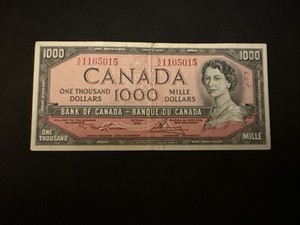 1000 1000
A/K 1165015 A/K 1165015
CANADA
ONE THOUSAND 1000 MILLE
DOLLARS DOLLARS
BANK OF CANADA – BANQUE DU CANADA
ONE THOUSAND MILLE